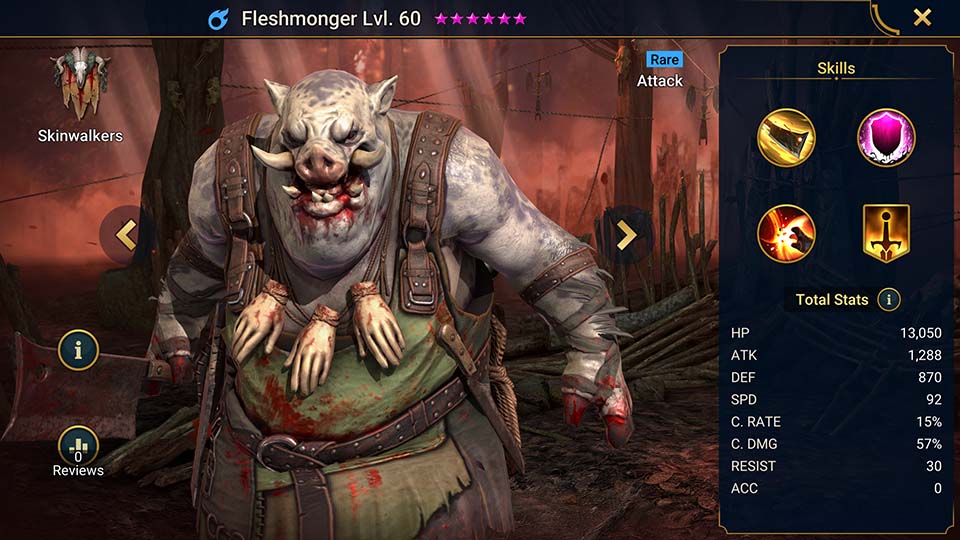 Fleshmonger Lvl. 60
Skinwalkers
Rare
Attack
Skills
Total Stats i
HP 13,050
ATK 1,288
DEF 870
SPD 92
C. RATE 15%
C. DMG 57%
RESIST 30
ACC 0
i
0
Reviews